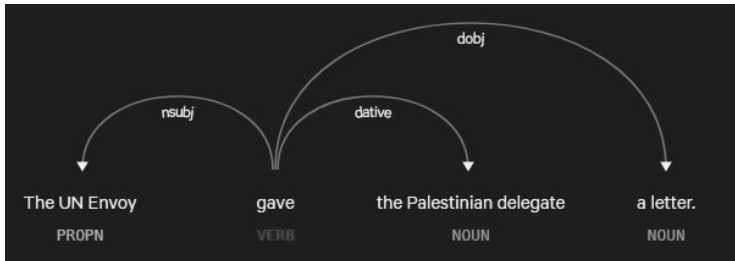 dobj
nsubj dative
The UN Envoy gave the Palestinian delegate a letter.
PROPN VERB NOUN NOUN